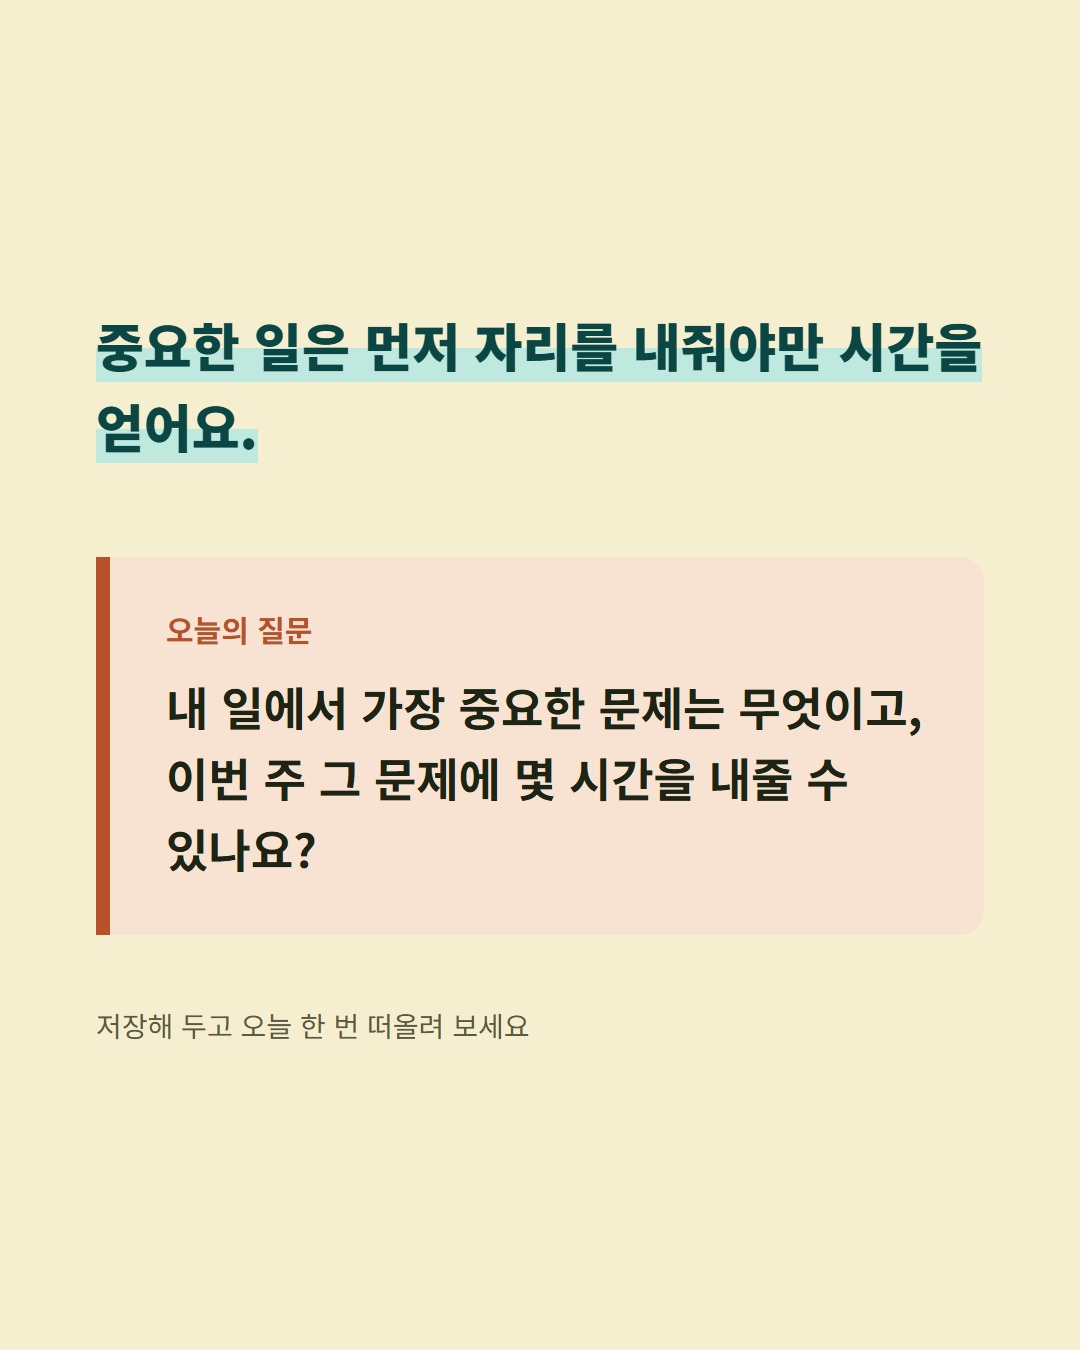 중요한 일은 먼저 자리를 내줘야만 시간을
얻어요.
오늘의 질문
내 일에서 가장 중요한 문제는 무엇이고,
이번 주 그 문제에 몇 시간을 내줄 수
있나요?
저장해 두고 오늘 한 번 떠올려 보세요